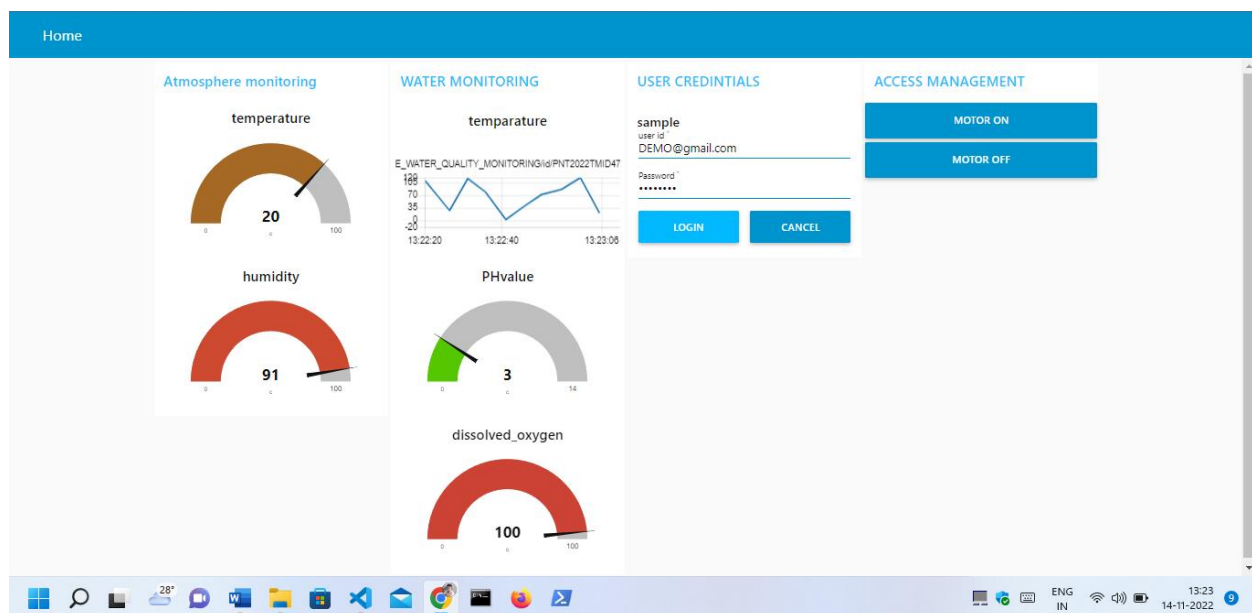 Home
Atmosphere monitoring
temperature
20
0
c
100
humidity
91
0
c
100
WATER MONITORING
temparature
E_WATER_QUALITY_MONITORING/id/PNT2022TMID47
120
105
70
35
0
-20
13:22:20 13:22:40 13:23:06
PHvalue
3
0
c
14
dissolved_oxygen
100
0
100
USER CREDINTIALS
sample
user id *
DEMO@gmail.com
Password *
••••••••
LOGIN
CANCEL
ACCESS MANAGEMENT
MOTOR ON
MOTOR OFF
28°
ENG
IN
13:23
14-11-2022
9